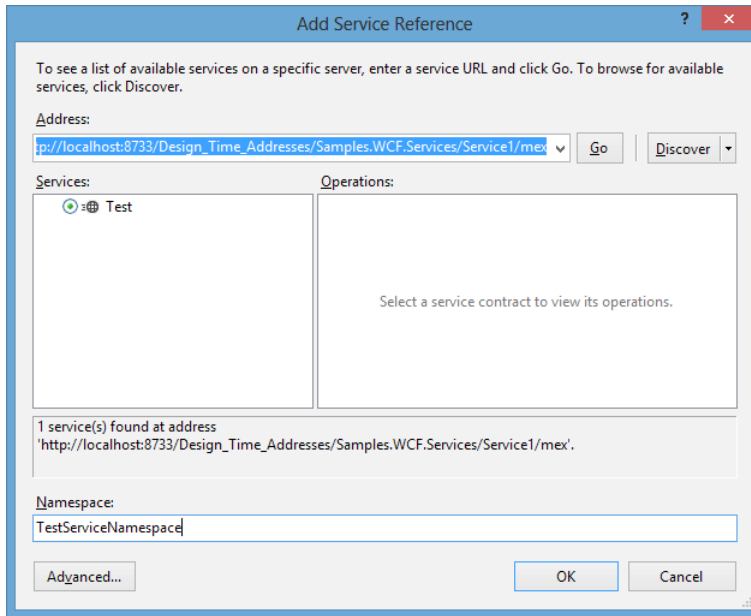 Add Service Reference
?
To see a list of available services on a specific server, enter a service URL and click Go. To browse for available
services, click Discover.
Address:
tp://localhost:8733/Design_Time_Addresses/Samples.WCF.Services/Service1/mex
Go
Discover
Services:
Operations:
Test
Select a service contract to view its operations.
1 service(s) found at address
'http://localhost:8733/Design_Time_Addresses/Samples.WCF.Services/Service1/mex'.
Namespace:
TestServiceNamespace
Advanced...
OK
Cancel